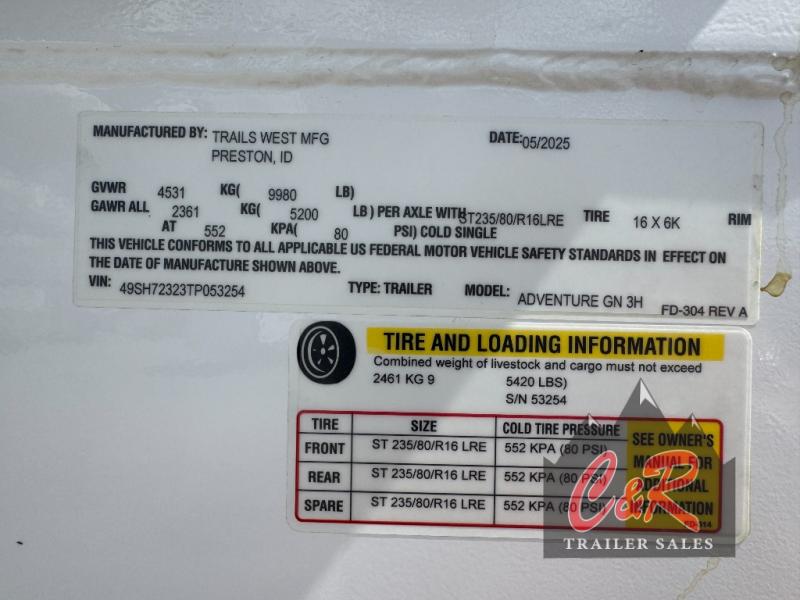 MANUFACTURED BY: TRAILS WEST MFG DATE: 05/2025
PRESTON, ID
GVWR 4531 KG( 9980 LB)
GAWR ALL 2361 KG( 5200 LB ) PER AXLE WITH ST235/80/R16LRE TIRE 16 X 6K RIM
AT 552 KPA( 80 PSI) COLD SINGLE
THIS VEHICLE CONFORMS TO ALL APPLICABLE US FEDERAL MOTOR VEHICLE SAFETY STANDARDS IN EFFECT ON
THE DATE OF MANUFACTURE SHOWN ABOVE.
VIN: 49SH72323TP053254 TYPE: TRAILER MODEL: ADVENTURE GN 3H
FD-304 REV A
TIRE AND LOADING INFORMATION
Combined weight of livestock and cargo must not exceed
2461 KG 9 5420 LBS)
S/N 53254
TIRE SIZE COLD TIRE PRESSURE
FRONT ST 235/80/R16 LRE 552 KPA (80 PSI)
REAR ST 235/80/R16 LRE 552 KPA (80 PSI)
SPARE ST 235/80/R16 LRE 552 KPA (80 PSI)
SEE OWNER'S
MANUAL FOR
ADDITIONAL
INFORMATION
FD-314
C&R
TRAILER SALES